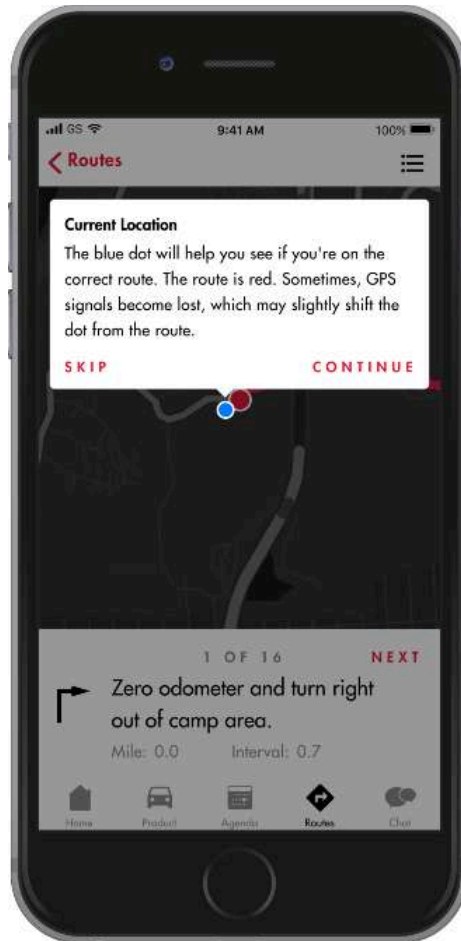 GS
9:41 AM
100%
Routes
Current Location
The blue dot will help you see if you're on the
correct route. The route is red. Sometimes, GPS
signals become lost, which may slightly shift the
dot from the route.
SKIP
CONTINUE
1 OF 16
NEXT
Zero odometer and turn right
out of camp area.
Mile: 0.0
Interval: 0.7
Home
Product
Agenda
Routes
Chat